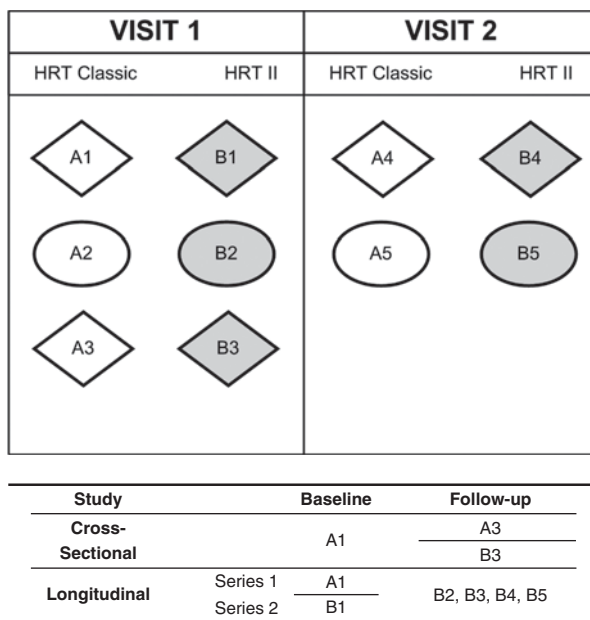 VISIT 1 VISIT 2
HRT Classic HRT II HRT Classic HRT II
A1 B1 A4 B4
A2 B2 A5 B5
A3 B3
Study Baseline Follow-up
Cross-
Sectional A1 A3
B3
Longitudinal Series 1 A1 B2, B3, B4, B5
Series 2 B1